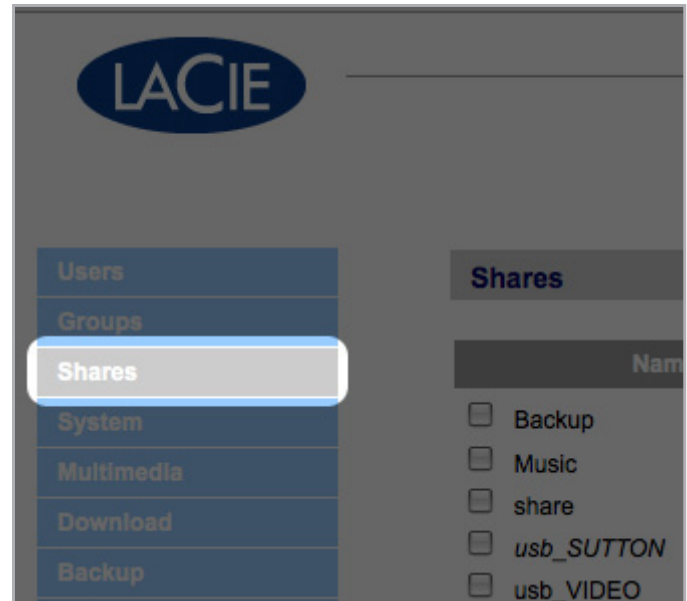 LACIE
Users
Groups
Shares
System
Multimedia
Download
Backup
Shares
Nam
Backup
Music
share
usb_SUTTON
usb_VIDEO